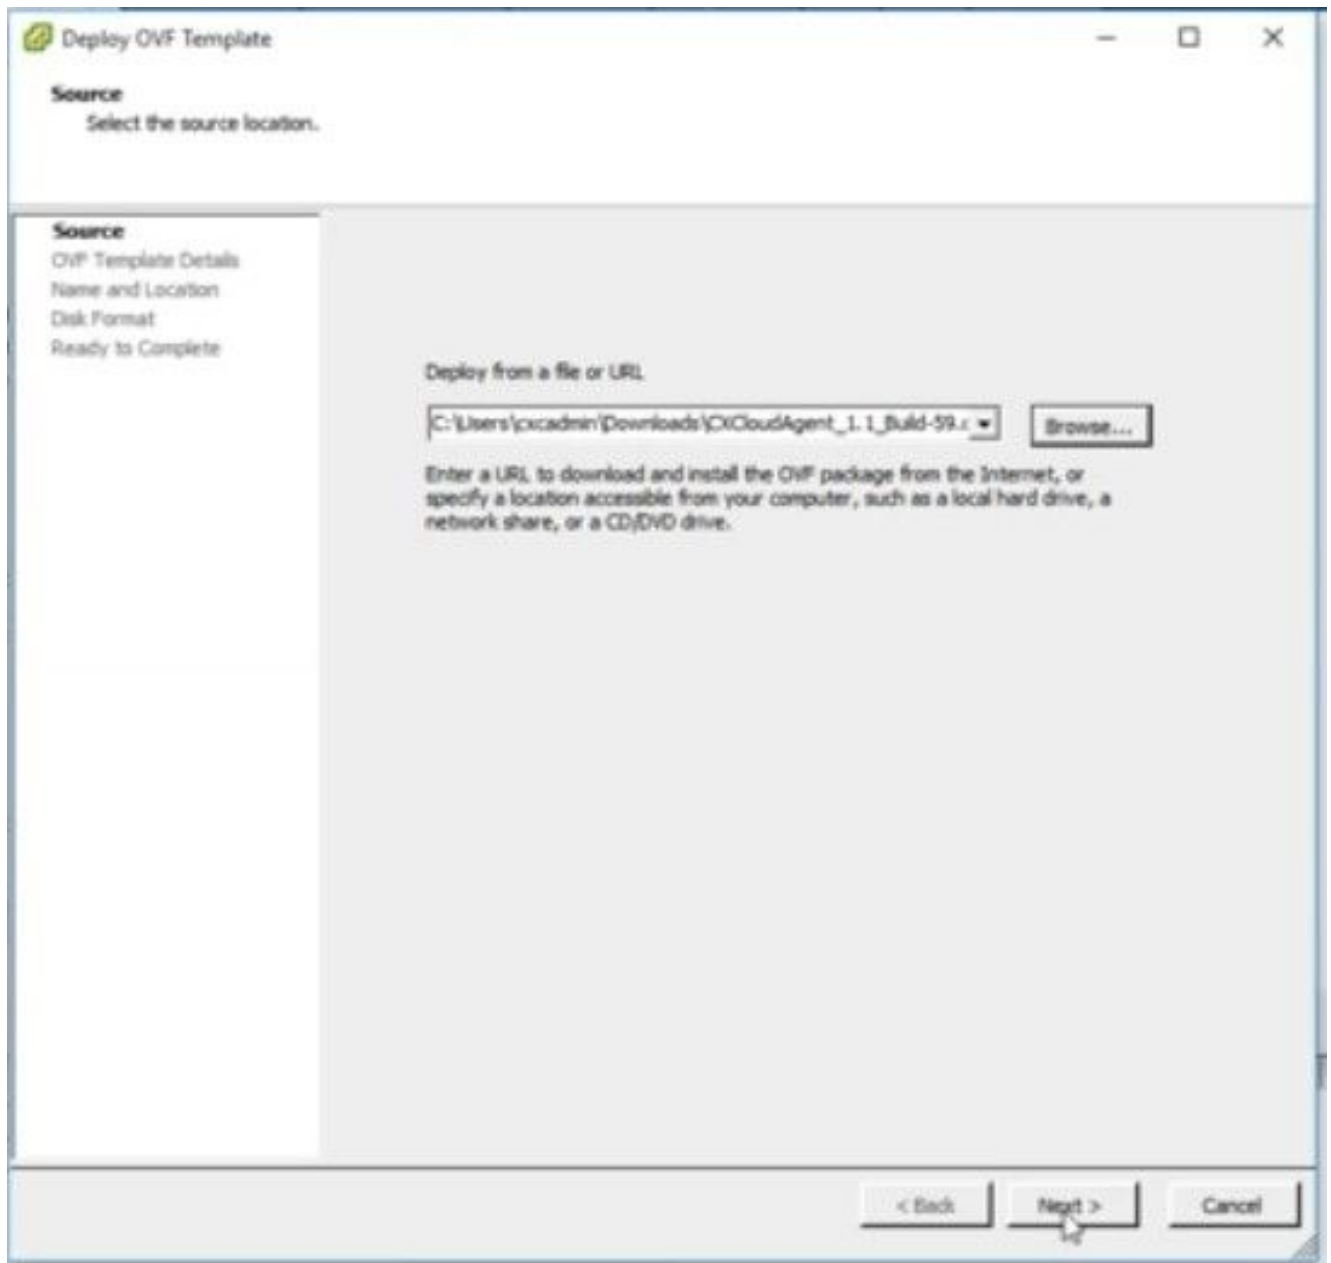 Deploy OVF Template
Source
Select the source location.
Source
OVF Template Details
Name and Location
Disk Format
Ready to Complete
Deploy from a file or URL
C:\Users\cxcadmin\Downloads\CXCloudAgent_1.1_Build-59.o
Browse...
Enter a URL to download and install the OVF package from the Internet, or
specify a location accessible from your computer, such as a local hard drive, a
network share, or a CD/DVD drive.
< Back
Next >
Cancel